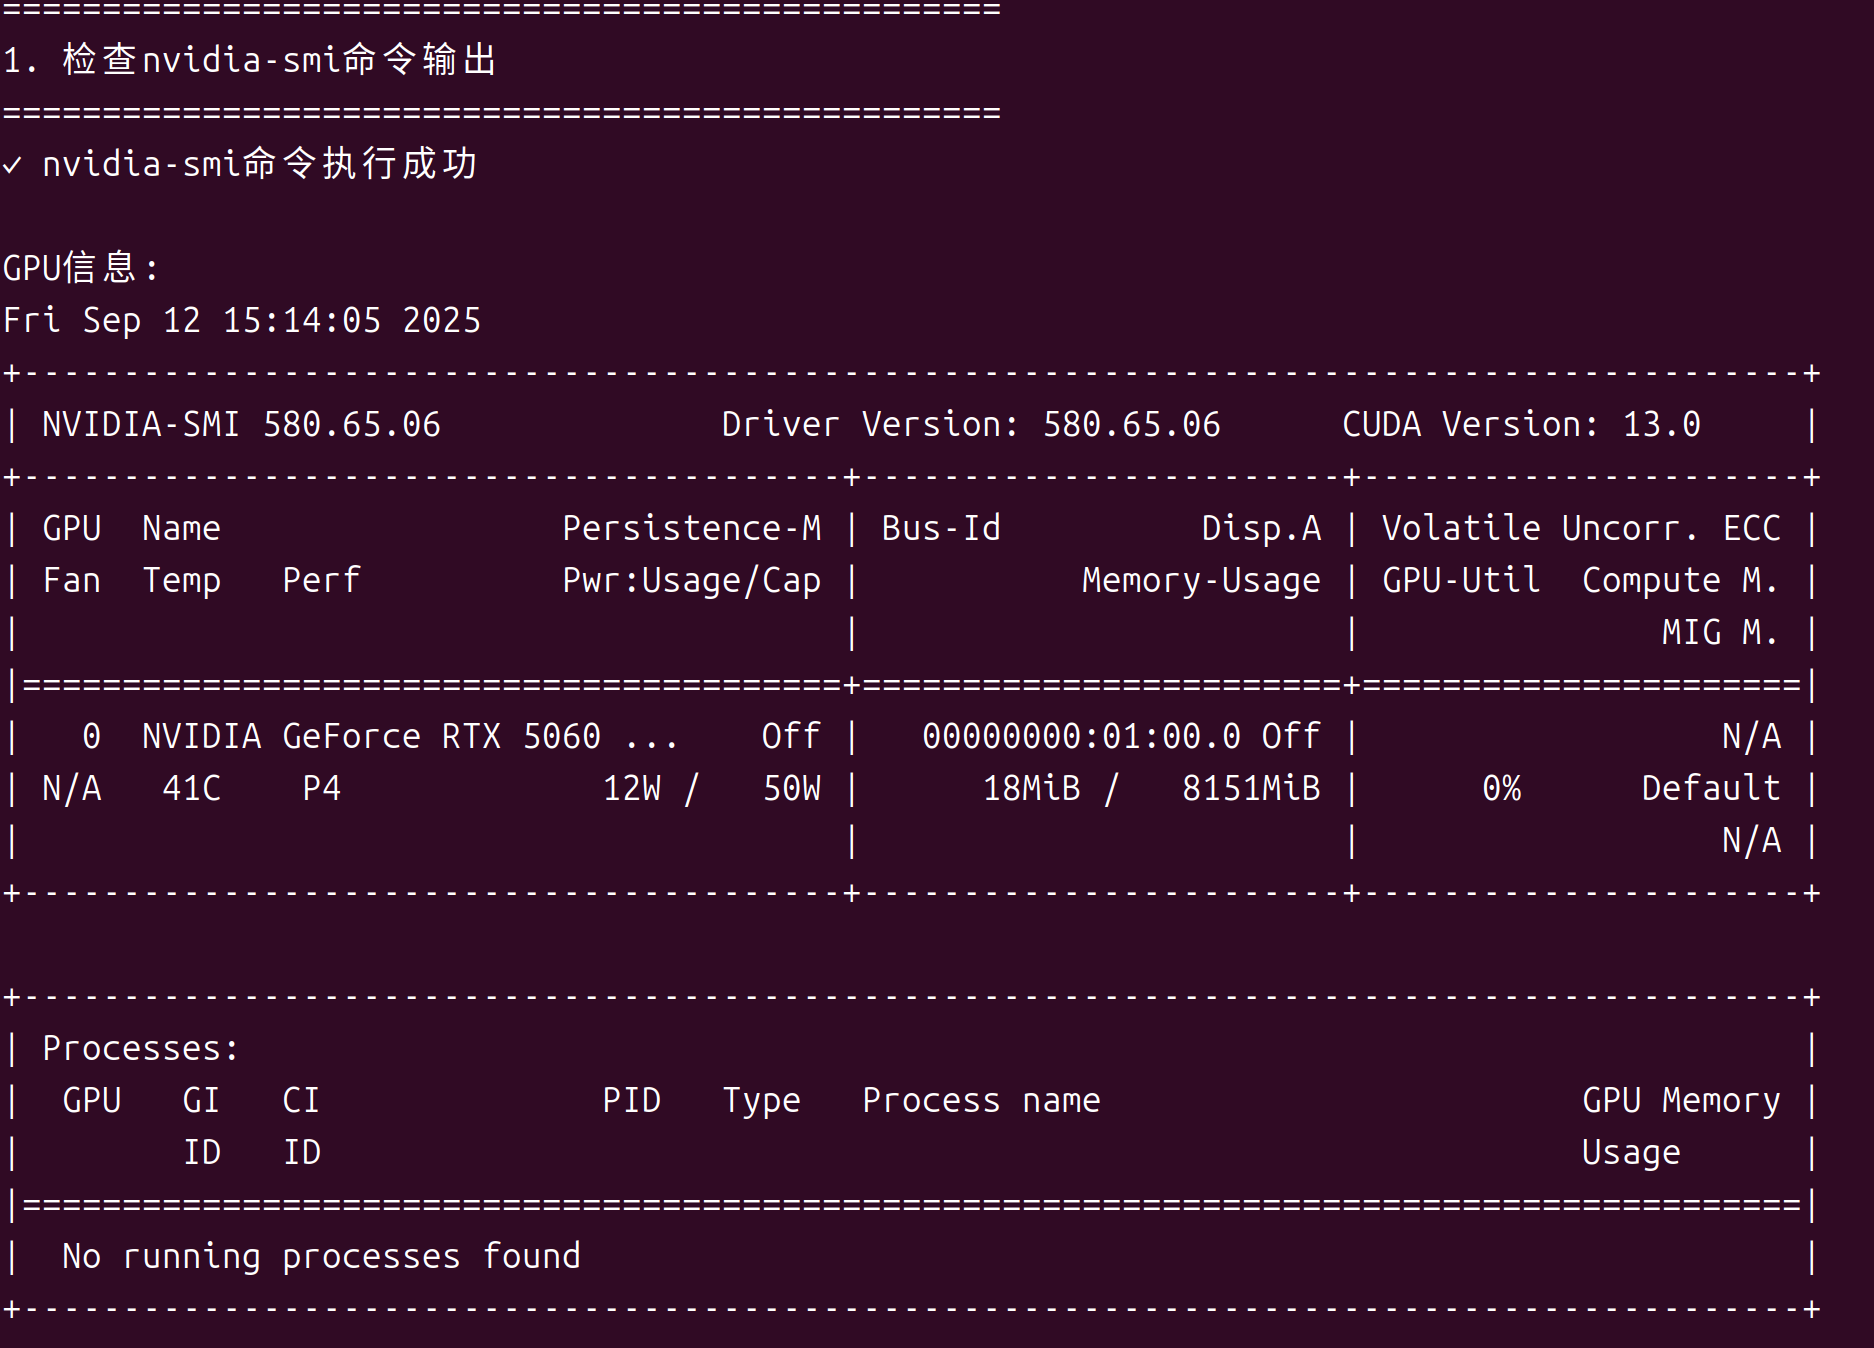 ==================================================
1. 检查nvidia-smi命令输出
==================================================
✓ nvidia-smi命令执行成功
GPU信息:
Fri Sep 12 15:14:05 2025
+-----------------------------------------------------------------------------------------+
| NVIDIA-SMI 580.65.06              Driver Version: 580.65.06      CUDA Version: 13.0     |
+-----------------------------------------+------------------------+----------------------+
| GPU  Name                 Persistence-M | Bus-Id          Disp.A | Volatile Uncorr. ECC |
| Fan  Temp   Perf          Pwr:Usage/Cap |           Memory-Usage | GPU-Util  Compute M. |
|                                         |                        |               MIG M. |
|=========================================+========================+======================|
|   0  NVIDIA GeForce RTX 5060 ...    Off |   00000000:01:00.0 Off |                  N/A |
| N/A   41C    P4             12W /   50W |      18MiB /   8151MiB |      0%      Default |
|                                         |                        |                  N/A |
+-----------------------------------------+------------------------+----------------------+
+-----------------------------------------------------------------------------------------+
| Processes:                                                                              |
|  GPU   GI   CI              PID   Type   Process name                        GPU Memory |
|        ID   ID                                                               Usage      |
|=========================================================================================|
|  No running processes found                                                             |
+-----------------------------------------------------------------------------------------+